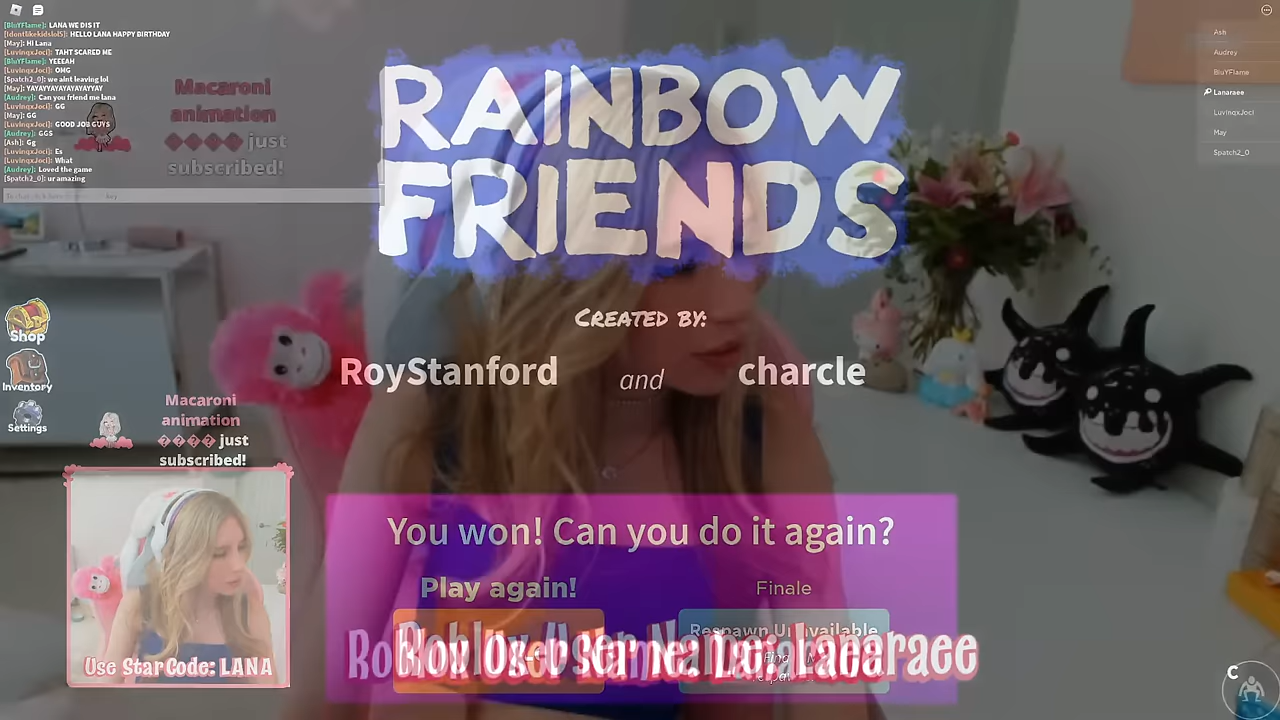 [BluYFlame]: LANA WE DIS IT
[Idontlikekidslol5]: HELLO LANA HAPPY BIRTHDAY
[May]: Hi Lana
[LuvinqxJoci]: TAHT SCARED ME
[BluYFlame]: YEEEAH
[LuvinqxJoci]: OMG
[Spatch2_0]: we aint leaving lol
[May]: YAYAYYAYAYAYAYYAY
[Audrey]: Can you friend me lana
[LuvinqxJoci]: GG
[May]: GG
[LuvinqxJoci]: GOOD JOB GUYS
[Audrey]: GGS
[Ash]: Gg
[LuvinqxJoci]: Es
[LuvinqxJoci]: What
[Audrey]: Loved the game
[Spatch2_0]: ur amazing
key
Macaroni
animation
���� just
subscribed!
RAINBOW
FRIENDS
CREATED BY:
RoyStanford and charcle
Ash
Audrey
BluYFlame
Lanaraee
LuvinqxJoci
May
Spatch2_0
Shop
Inventory
Settings
Macaroni
animation
���� just
subscribed!
Use StarCode: LANA
You won! Can you do it again?
Play again!
Finale
Respawn Unavailable
Lanaraee
C